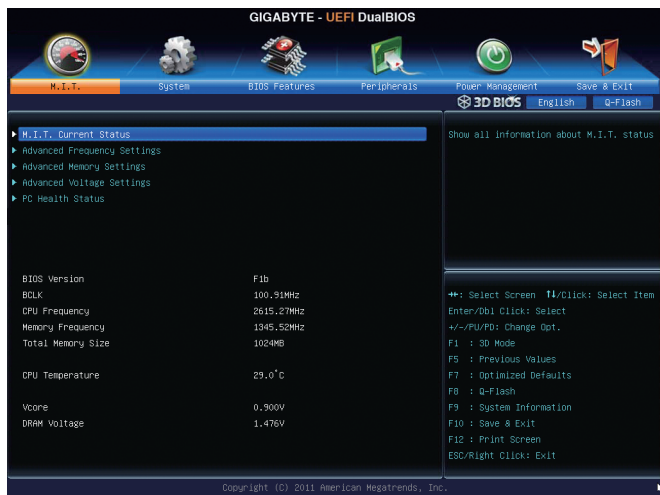 GIGABYTE - UEFI DualBIOS
M.I.T.
System
BIOS Features
Peripherals
Power Management
Save & Exit
3D BIOS
English
Q-Flash
M.I.T. Current Status
Advanced Frequency Settings
Advanced Memory Settings
Advanced Voltage Settings
PC Health Status
Show all information about M.I.T. status
BIOS Version F1b
BCLK 100.91MHz
CPU Frequency 2615.27MHz
Memory Frequency 1345.52MHz
Total Memory Size 1024MB
CPU Temperature 29.0°C
Vcore 0.900V
DRAM Voltage 1.476V
→←: Select Screen ↑↓/Click: Select Item
Enter/Dbl Click: Select
+/-/PU/PD: Change Opt.
F1 : 3D Mode
F5 : Previous Values
F7 : Optimized Defaults
F8 : Q-Flash
F9 : System Information
F10 : Save & Exit
F12 : Print Screen
ESC/Right Click: Exit
Copyright (C) 2011 American Megatrends, Inc.